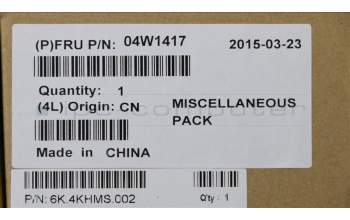 (P)FRU P/N: 04W1417 2015-03-23
Quantity: 1
(4L) Origin: CN MISCELLANEOUS
PACK
Made in CHINA
P/N: 6K.4KHMS.002 Q'ty : 1